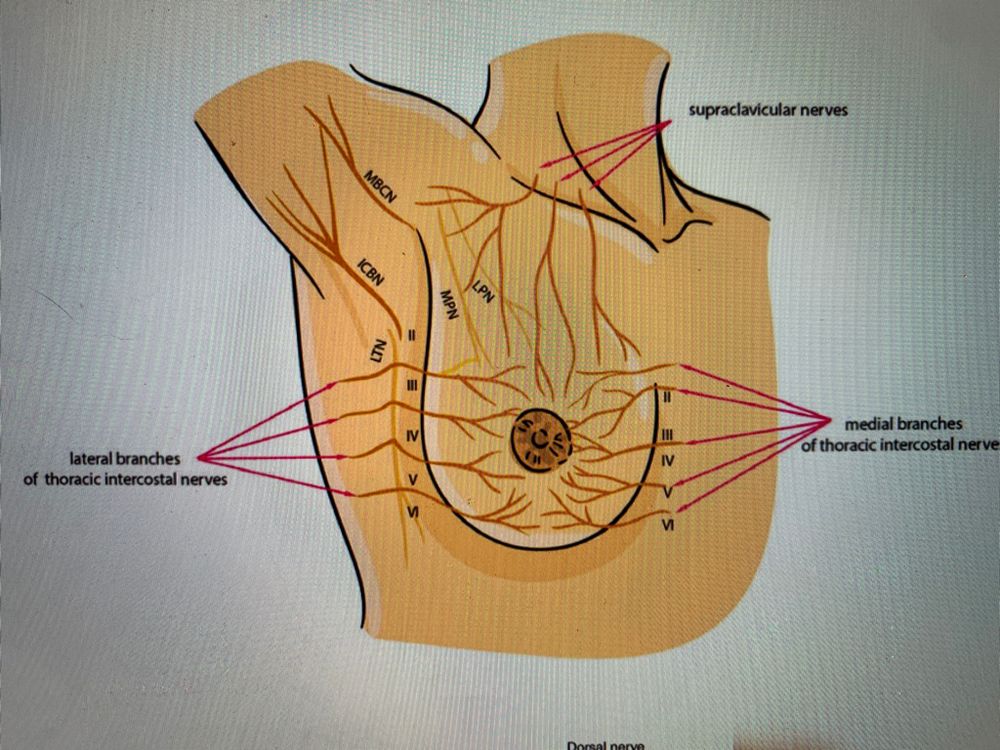 supraclavicular nerves
MBCN
ICBN
LPN
MPN
LTN
II
III
IV
V
VI
II
III
IV
V
VI
lateral branches
of thoracic intercostal nerves
medial branches
of thoracic intercostal nerve
Dorsal nerve